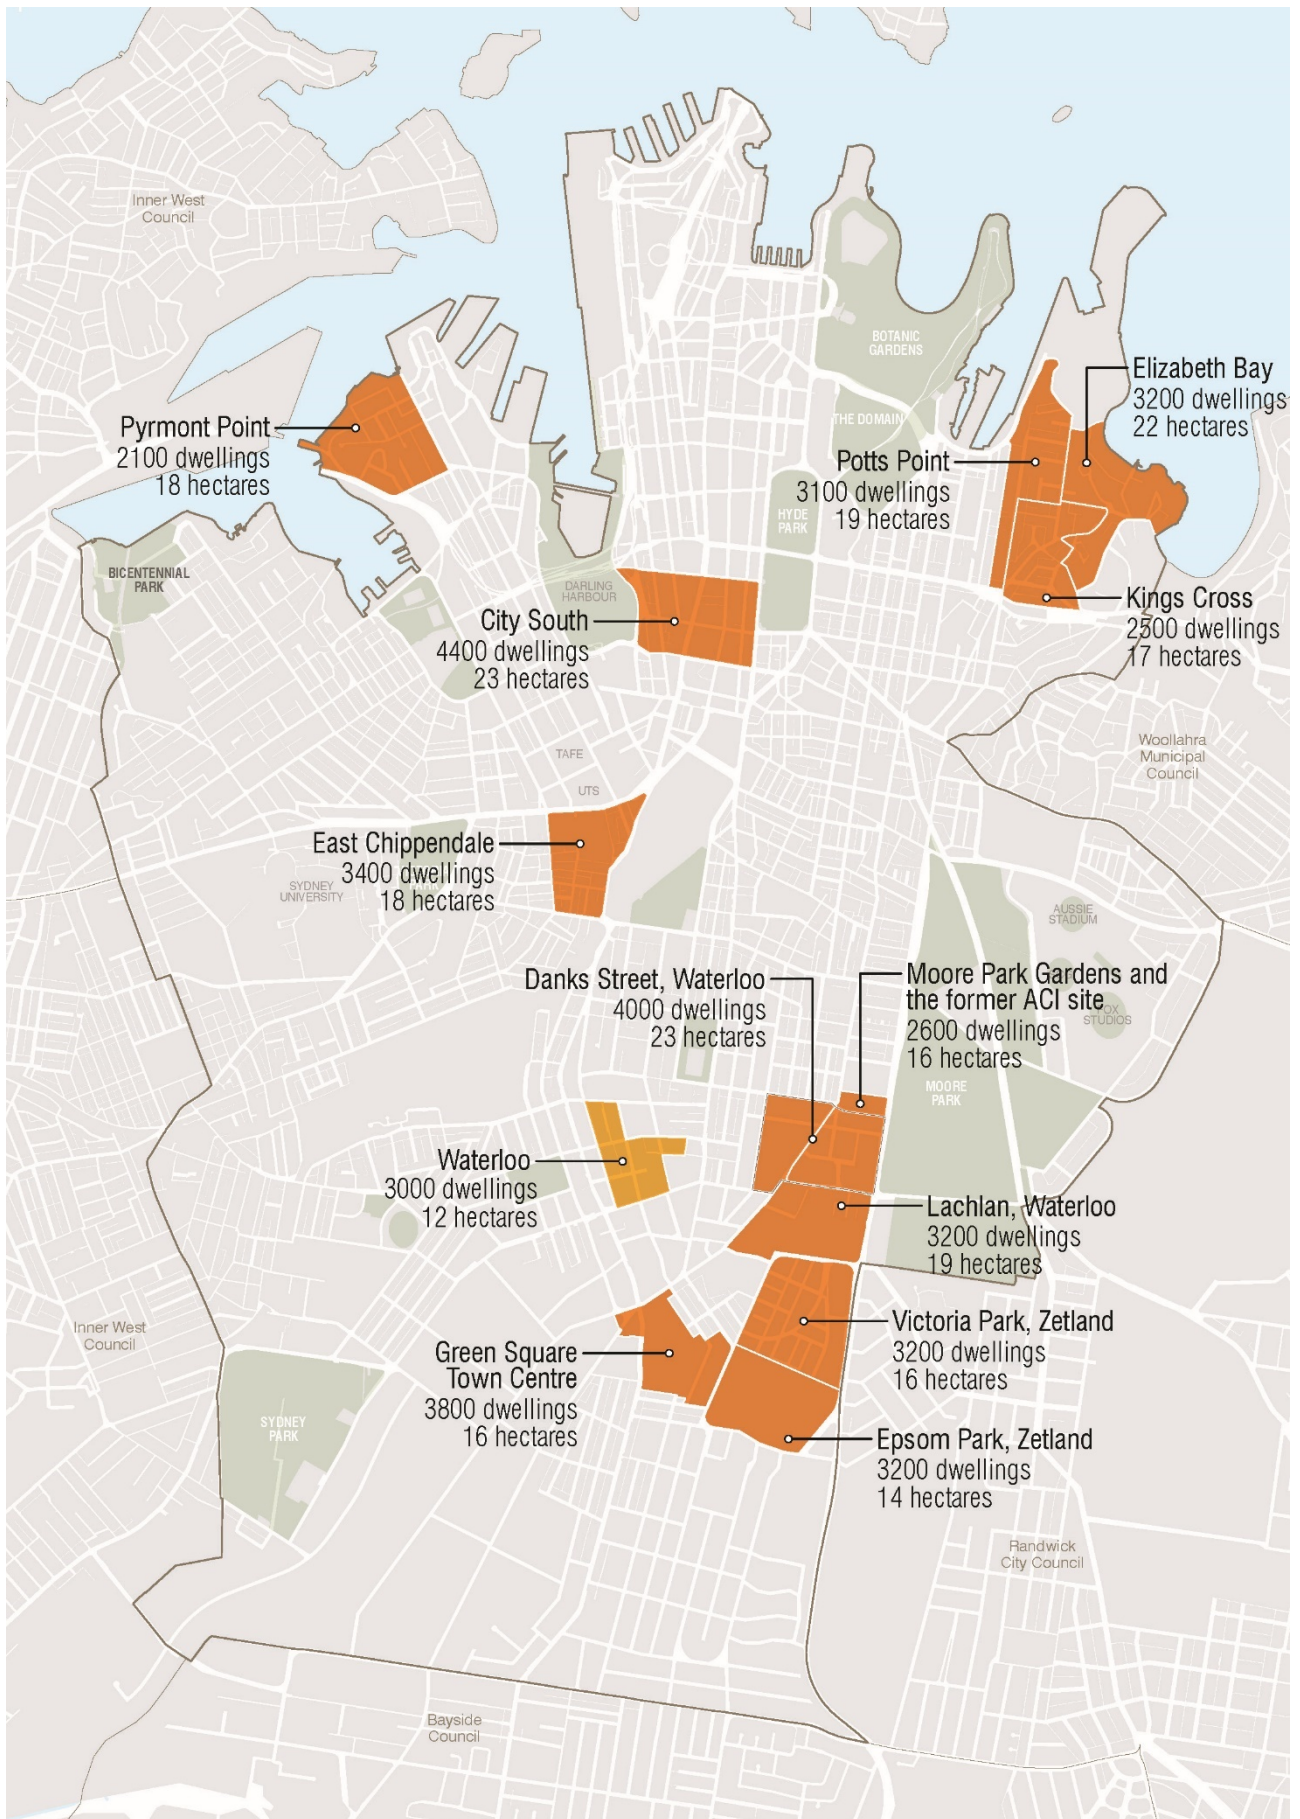 Inner West
Council
BOTANIC
GARDENS
THE DOMAIN
Elizabeth Bay
3200 dwellings
22 hectares
Pyrmont Point
2100 dwellings
18 hectares
Potts Point
3100 dwellings
19 hectares
HYDE
PARK
BICENTENNIAL
PARK
DARLING
HARBOUR
City South
4400 dwellings
23 hectares
Kings Cross
2500 dwellings
17 hectares
Woollahra
Municipal
Council
TAFE
UTS
East Chippendale
3400 dwellings
18 hectares
SYDNEY
UNIVERSITY
PARK
AUSSIE
STADIUM
Danks Street, Waterloo
4000 dwellings
23 hectares
Moore Park Gardens and
the former ACI site
2600 dwellings
16 hectares
FOX
STUDIOS
MOORE
PARK
Waterloo
3000 dwellings
12 hectares
Lachlan, Waterloo
3200 dwellings
19 hectares
Inner West
Council
Green Square
Town Centre
3800 dwellings
16 hectares
Victoria Park, Zetland
3200 dwellings
16 hectares
SYDNEY
PARK
Epsom Park, Zetland
3200 dwellings
14 hectares
Randwick
City Council
Bayside
Council